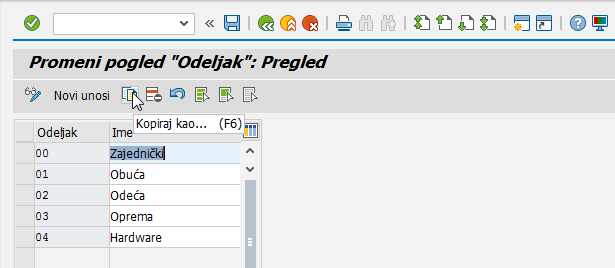 Promeni pogled "Odeljak": Pregled
Novi unosi
Kopiraj kao... (F6)
Odeljak Ime
00 Zajednički
01 Obuća
02 Odeća
03 Oprema
04 Hardware